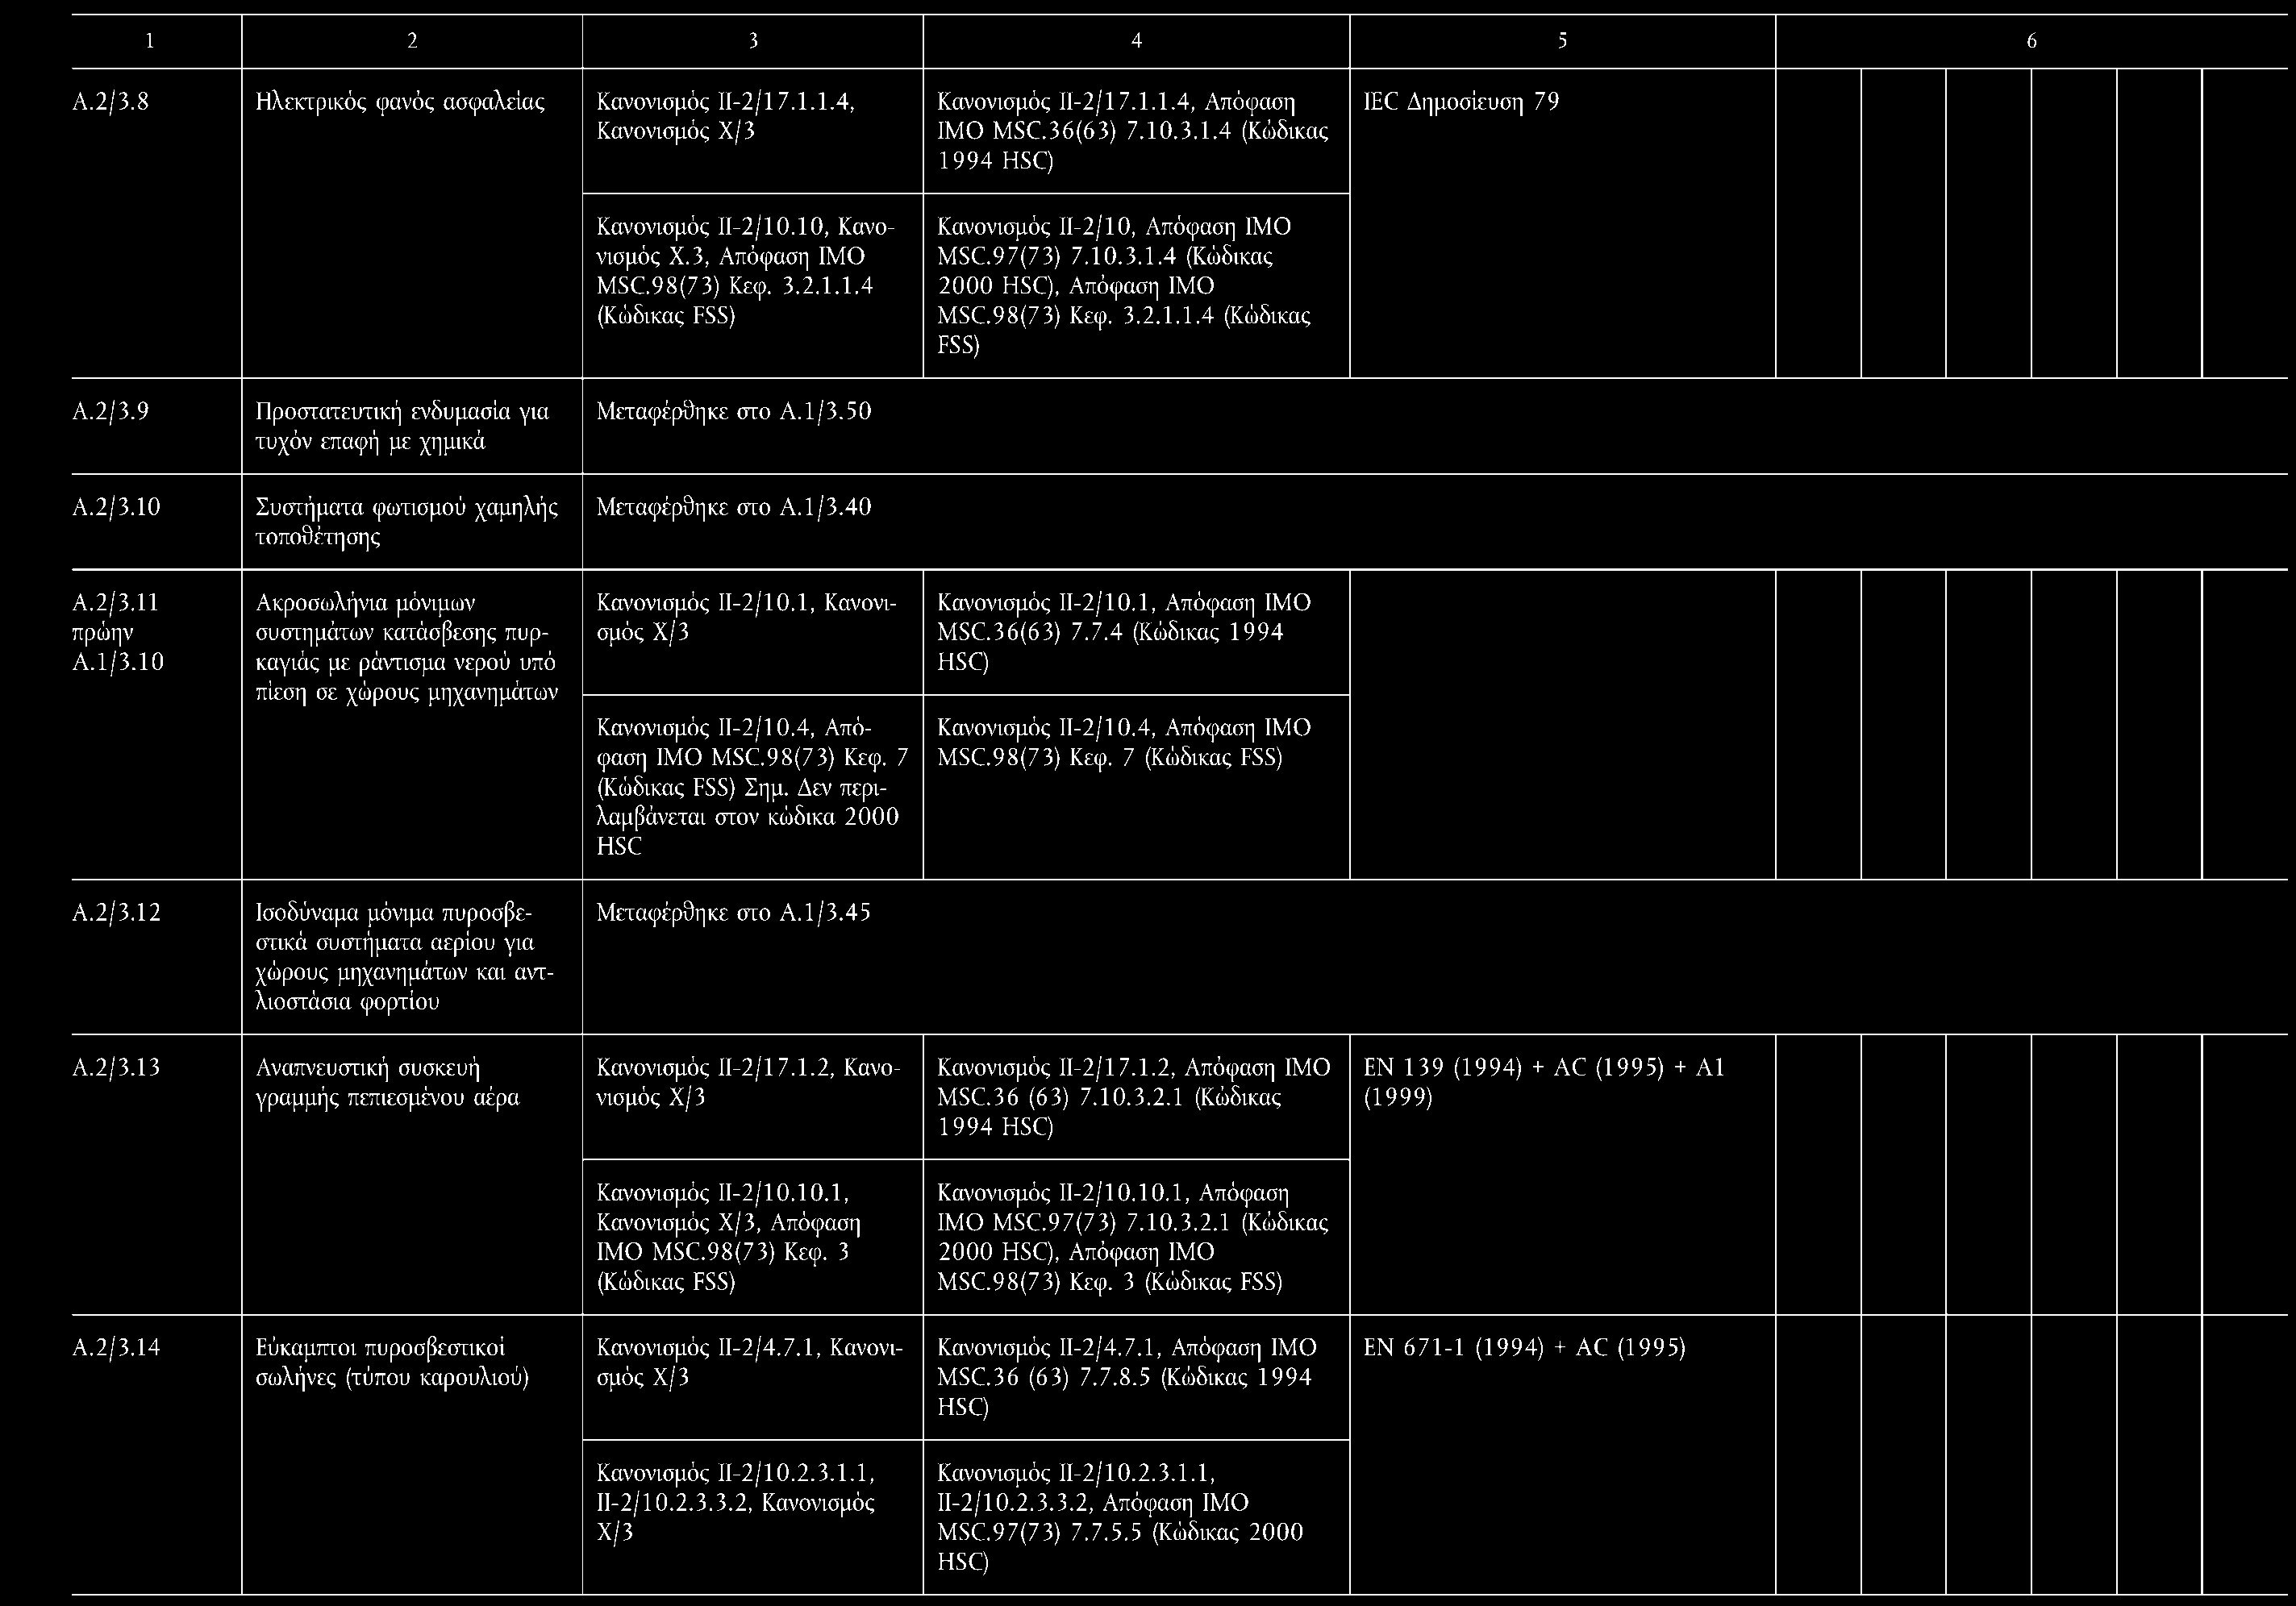 1 2 3 4 5 6
Α.2/3.8
Ηλεκτρικός φανός ασφαλείας
Κανονισμός II-2/17.1.1.4,
Κανονισμός X/3
Κανονισμός II-2/17.1.1.4, Απόφαση
IMO MSC.36(63) 7.10.3.1.4 (Κώδικας
1994 HSC)
IEC Δημοσίευση 79
Κανονισμός II-2/10.10, Κανο-
νισμός X.3, Απόφαση IMO
MSC.98(73) Κεφ. 3.2.1.1.4
(Κώδικας FSS)
Κανονισμός II-2/10, Απόφαση IMO
MSC.97(73) 7.10.3.1.4 (Κώδικας
2000 HSC), Απόφαση IMO
MSC.98(73) Κεφ. 3.2.1.1.4 (Κώδικας
FSS)
Α.2/3.9
Προστατευτική ενδυμασία για
τυχόν επαφή με χημικά
Μεταφέρθηκε στο Α.1/3.50
Α.2/3.10
Συστήματα φωτισμού χαμηλής
τοποθέτησης
Μεταφέρθηκε στο Α.1/3.40
Α.2/3.11
πρώην
Α.1/3.10
Ακροσωλήνια μόνιμων
συστημάτων κατάσβεσης πυρ-
καγιάς με ράντισμα νερού υπό
πίεση σε χώρους μηχανημάτων
Κανονισμός II-2/10.1, Κανονι-
σμός X/3
Κανονισμός II-2/10.1, Απόφαση IMO
MSC.36(63) 7.7.4 (Κώδικας 1994
HSC)
Κανονισμός II-2/10.4, Από-
φαση IMO MSC.98(73) Κεφ. 7
(Κώδικας FSS) Σημ. Δεν περι-
λαμβάνεται στον κώδικα 2000
HSC
Κανονισμός II-2/10.4, Απόφαση IMO
MSC.98(73) Κεφ. 7 (Κώδικας FSS)
Α.2/3.12
Ισοδύναμα μόνιμα πυροσβε-
στικά συστήματα αερίου για
χώρους μηχανημάτων και αντ-
λιοστάσια φορτίου
Μεταφέρθηκε στο Α.1/3.45
Α.2/3.13
Αναπνευστική συσκευή
γραμμής πεπιεσμένου αέρα
Κανονισμός II-2/17.1.2, Κανο-
νισμός X/3
Κανονισμός II-2/17.1.2, Απόφαση IMO
MSC.36 (63) 7.10.3.2.1 (Κώδικας
1994 HSC)
EN 139 (1994) + AC (1995) + A1
(1999)
Κανονισμός II-2/10.10.1,
Κανονισμός X/3, Απόφαση
IMO MSC.98(73) Κεφ. 3
(Κώδικας FSS)
Κανονισμός II-2/10.10.1, Απόφαση
IMO MSC.97(73) 7.10.3.2.1 (Κώδικας
2000 HSC), Απόφαση IMO
MSC.98(73) Κεφ. 3 (Κώδικας FSS)
Α.2/3.14
Εύκαμπτοι πυροσβεστικοί
σωλήνες (τύπου καρουλιού)
Κανονισμός II-2/4.7.1, Κανονι-
σμός X/3
Κανονισμός II-2/4.7.1, Απόφαση IMO
MSC.36 (63) 7.7.8.5 (Κώδικας 1994
HSC)
EN 671-1 (1994) + AC (1995)
Κανονισμός II-2/10.2.3.1.1,
II-2/10.2.3.3.2, Κανονισμός
X/3
Κανονισμός II-2/10.2.3.1.1,
II-2/10.2.3.3.2, Απόφαση IMO
MSC.97(73) 7.7.5.5 (Κώδικας 2000
HSC)